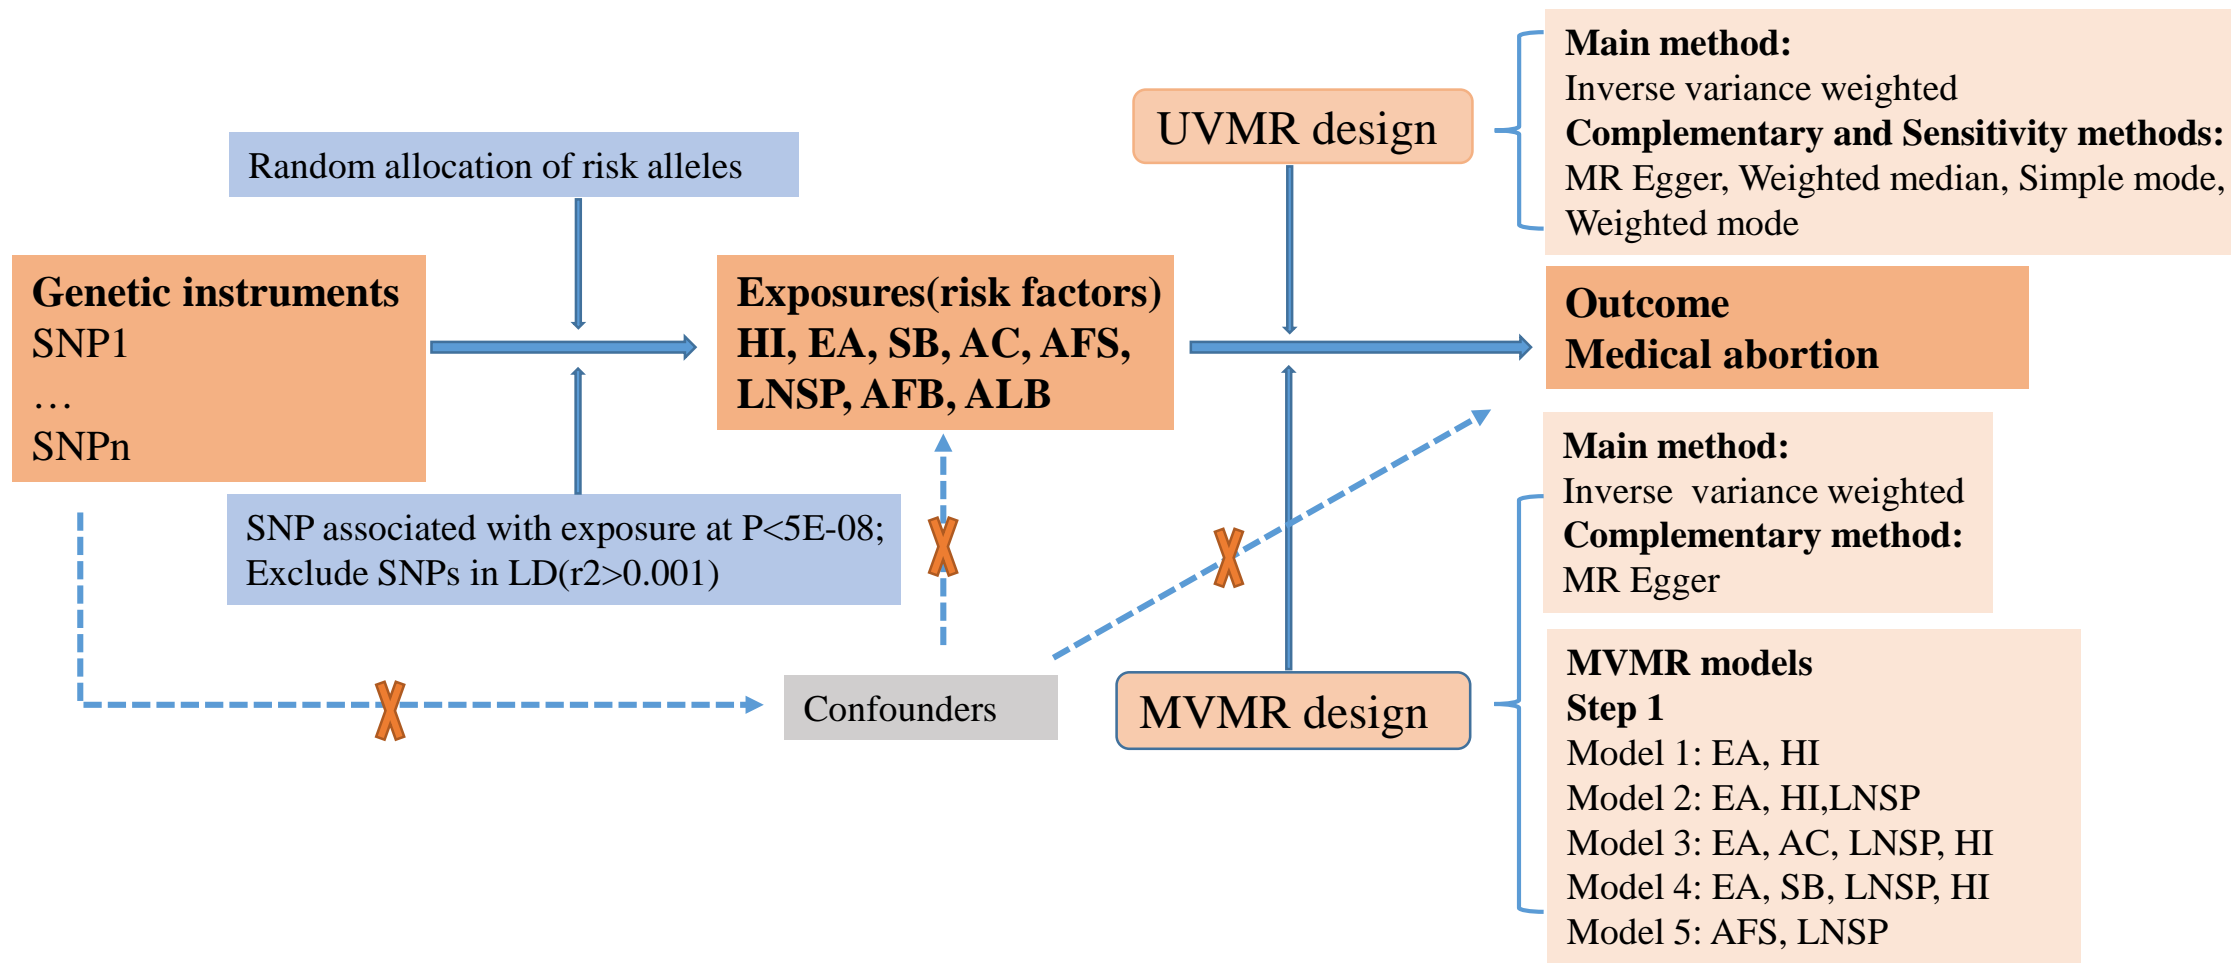 Random allocation of risk alleles
Genetic instruments
SNP1
…
SNPn
SNP associated with exposure at P<5E-08;
Exclude SNPs in LD(r2>0.001)
Exposures(risk factors)
HI, EA, SB, AC, AFS,
LNSP, AFB, ALB
Confounders
UVMR design
MVMR design
Main method:
Inverse variance weighted
Complementary and Sensitivity methods:
MR Egger, Weighted median, Simple mode,
Weighted mode
Outcome
Medical abortion
Main method:
Inverse variance weighted
Complementary method:
MR Egger
MVMR models
Step 1
Model 1: EA, HI
Model 2: EA, HI,LNSP
Model 3: EA, AC, LNSP, HI
Model 4: EA, SB, LNSP, HI
Model 5: AFS, LNSP